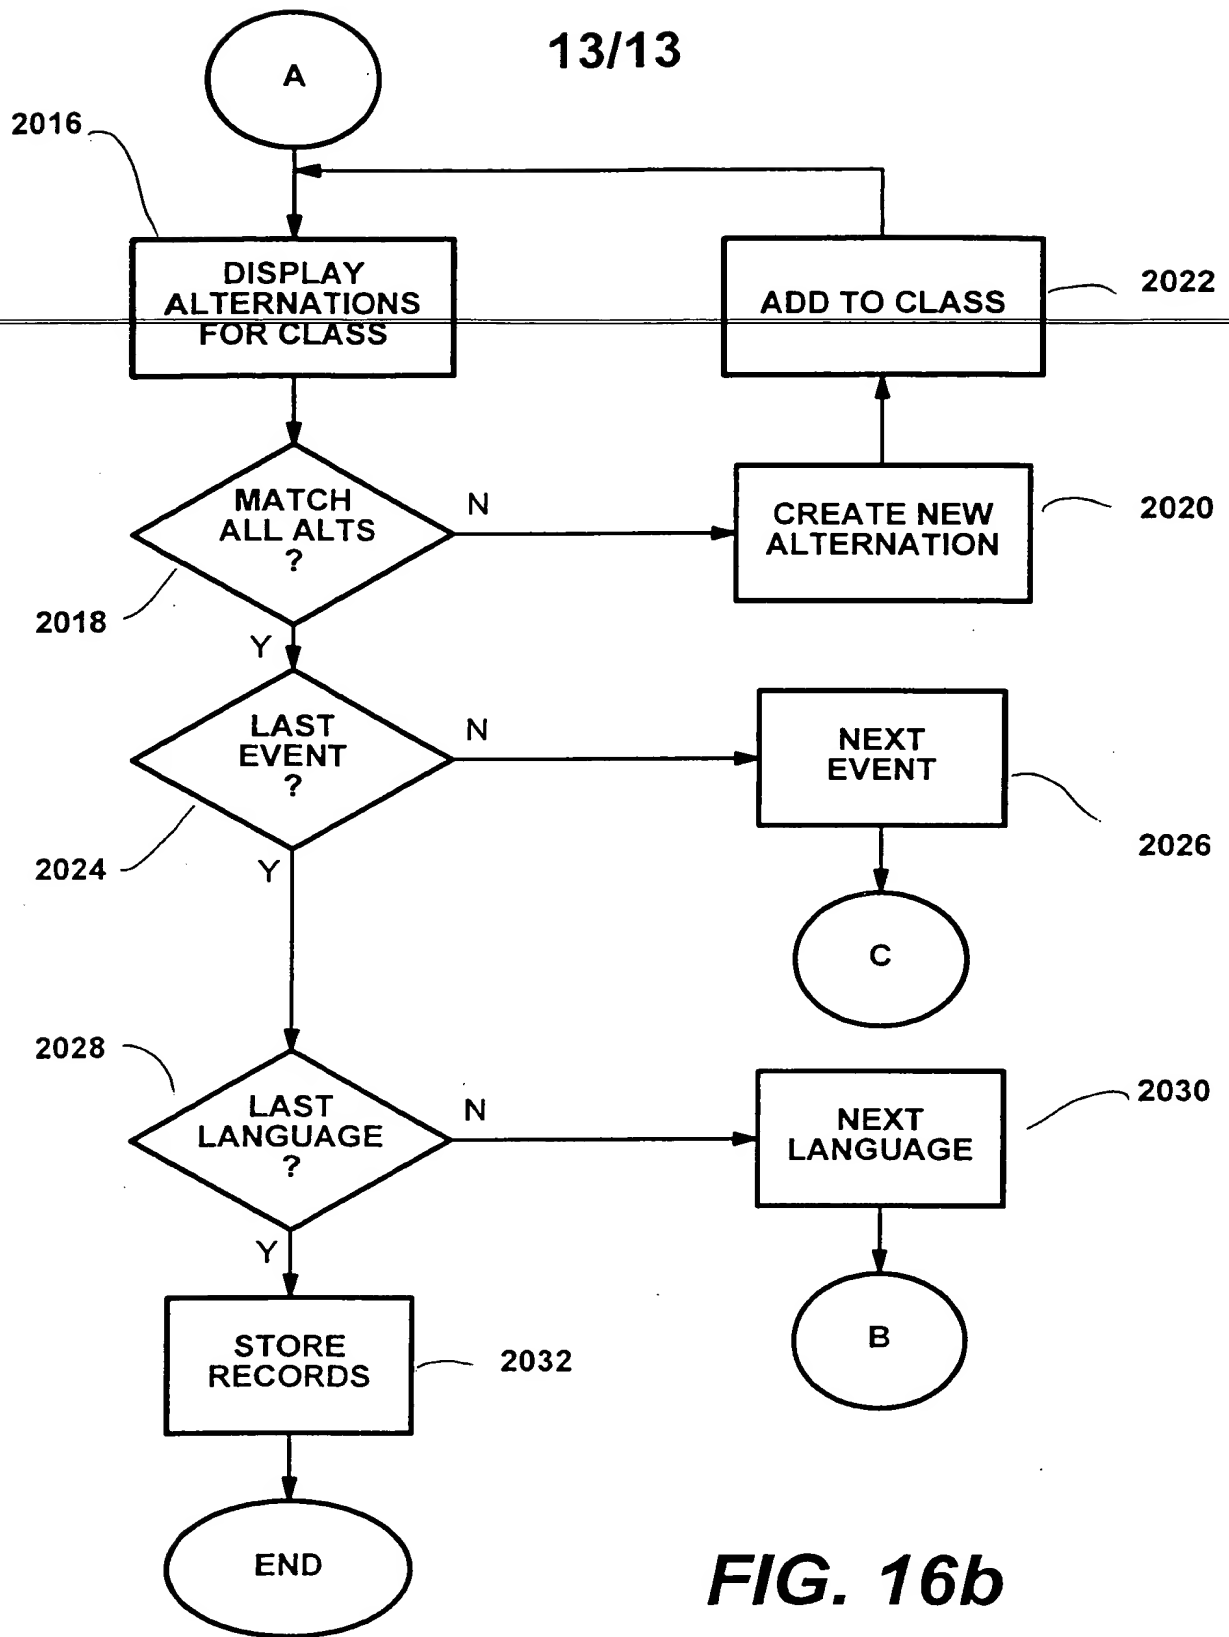 13/13
A
2016
DISPLAY
ALTERNATIONS
FOR CLASS
ADD TO CLASS
2022
MATCH
ALL ALTS
?
N
CREATE NEW
ALTERNATION
2020
2018
Y
LAST
EVENT
?
N
NEXT
EVENT
2026
2024
Y
C
2028
LAST
LANGUAGE
?
N
NEXT
LANGUAGE
2030
Y
STORE
RECORDS
2032
B
END
FIG. 16b